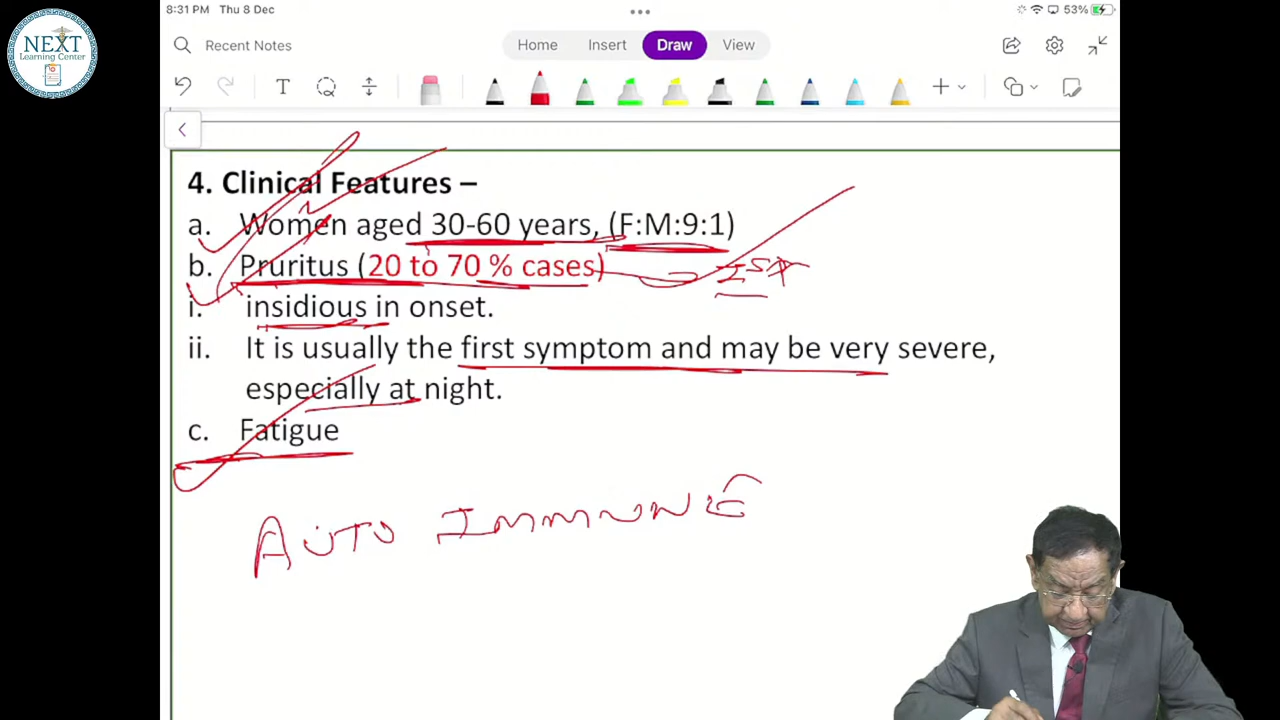 8:31 PM Thu 8 Dec
53%
NEXT
Learning Center
Recent Notes
Home Insert Draw View
T
4. Clinical Features –
a. Women aged 30-60 years, (F:M:9:1)
b. Pruritus (20 to 70 % cases)
i. insidious in onset.
ii. It is usually the first symptom and may be very severe,
especially at night.
c. Fatigue
AUTO IMMUNE